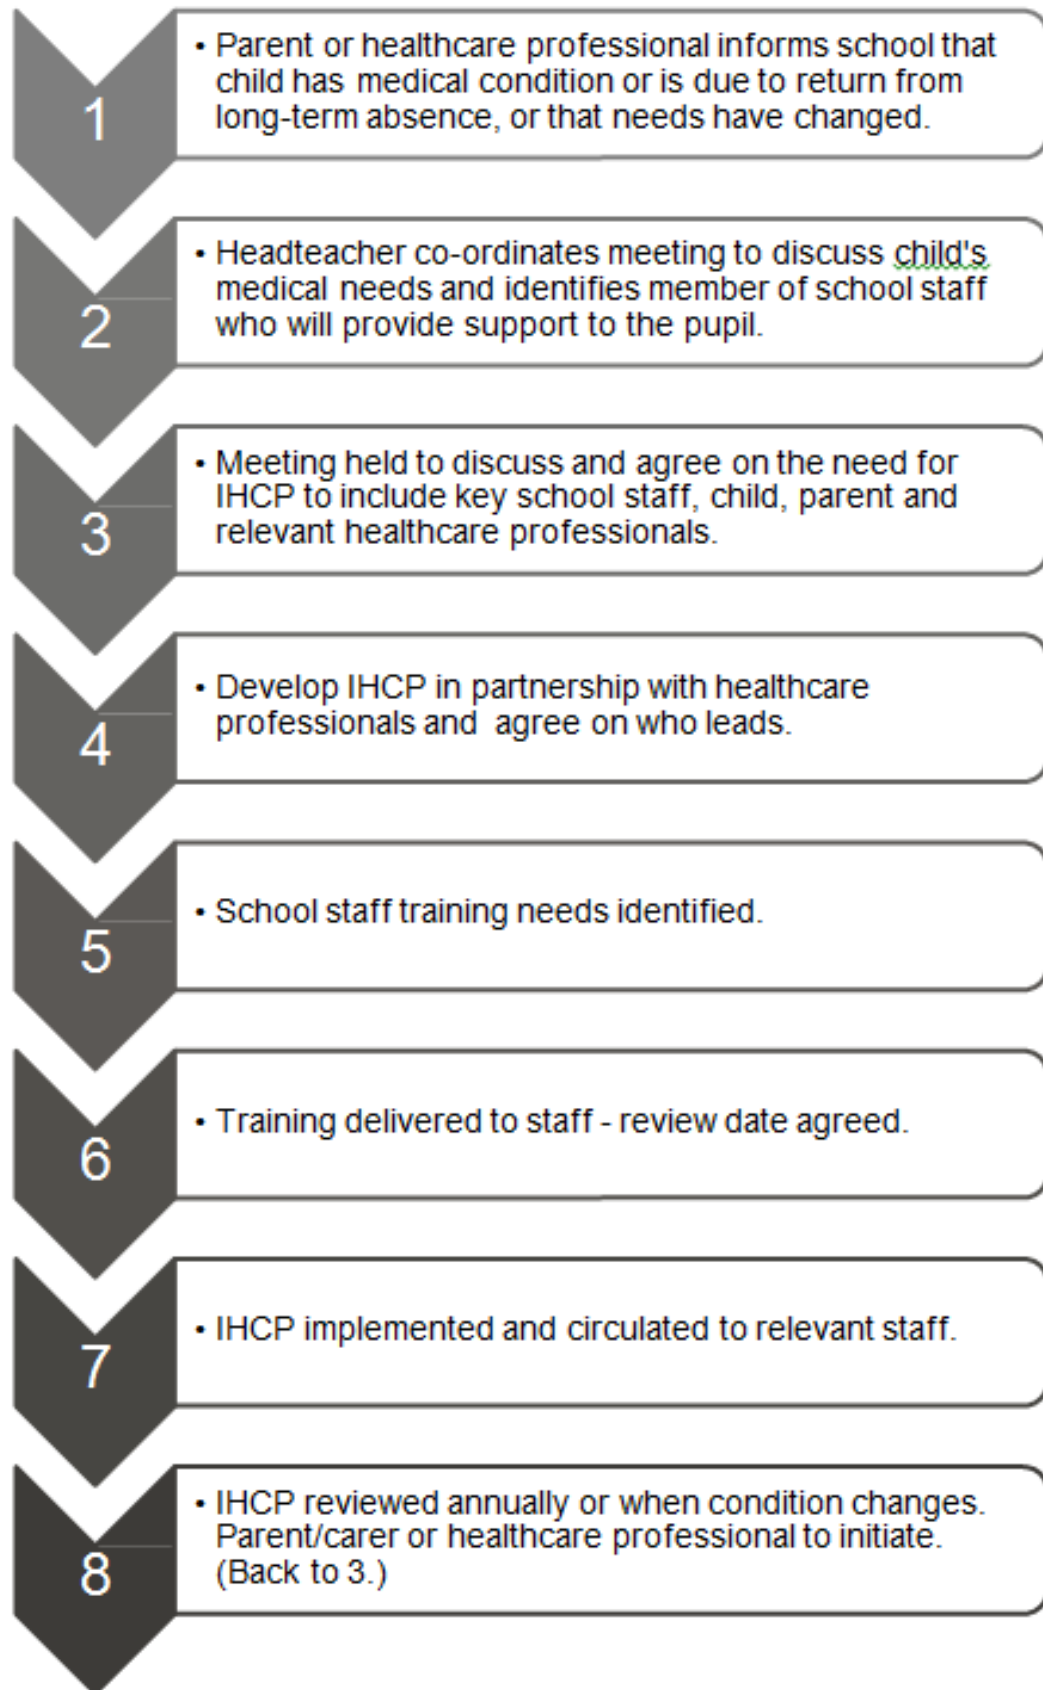 1
• Parent or healthcare professional informs school that
child has medical condition or is due to return from
long-term absence, or that needs have changed.
2
• Headteacher co-ordinates meeting to discuss child's
medical needs and identifies member of school staff
who will provide support to the pupil.
3
• Meeting held to discuss and agree on the need for
IHCP to include key school staff, child, parent and
relevant healthcare professionals.
4
• Develop IHCP in partnership with healthcare
professionals and  agree on who leads.
5
• School staff training needs identified.
6
• Training delivered to staff - review date agreed.
7
• IHCP implemented and circulated to relevant staff.
8
• IHCP reviewed annually or when condition changes.
Parent/carer or healthcare professional to initiate.
(Back to 3.)